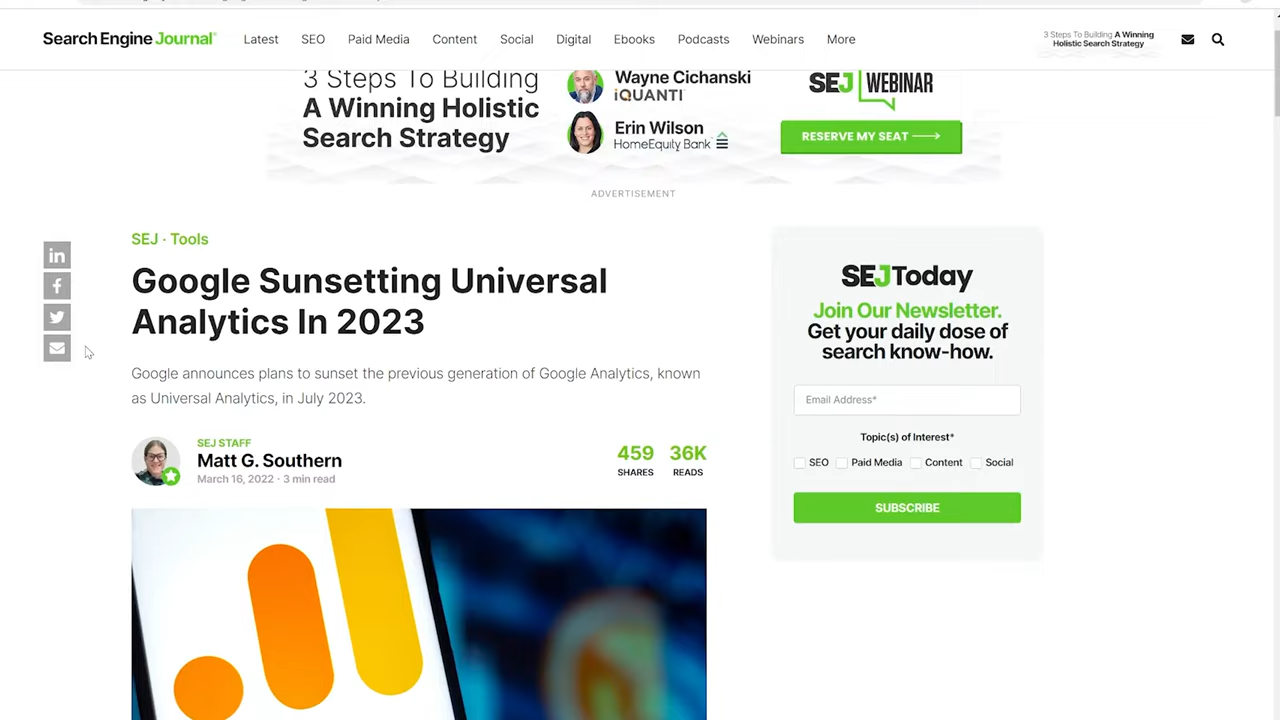 Search Engine Journal
Latest
SEO
Paid Media
Content
Social
Digital
Ebooks
Podcasts
Webinars
More
3 Steps To Building A Winning
Holistic Search Strategy
3 Steps To Building
A Winning Holistic
Search Strategy
Wayne Cichanski
iQUANTI
Erin Wilson
HomeEquity Bank
SEJ WEBINAR
RESERVE MY SEAT
ADVERTISEMENT
SEJ · Tools
Google Sunsetting Universal
Analytics In 2023
Google announces plans to sunset the previous generation of Google Analytics, known
as Universal Analytics, in July 2023.
SEJ STAFF
Matt G. Southern
March 16, 2022 · 3 min read
459
SHARES
36K
READS
SEJToday
Join Our Newsletter.
Get your daily dose of
search know-how.
Email Address*
Topic(s) of Interest*
SEO
Paid Media
Content
Social
SUBSCRIBE